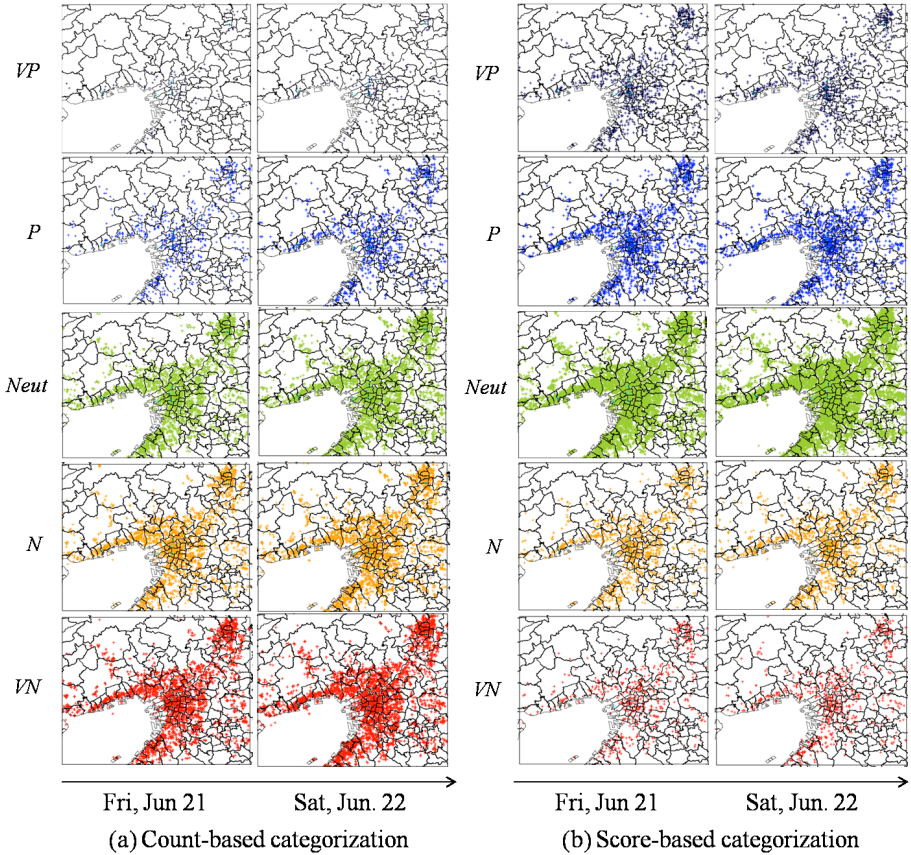 VP
P
Neut
N
VN
Fri, Jun 21
Sat, Jun. 22
(a) Count-based categorization
VP
P
Neut
N
VN
Fri, Jun 21
Sat, Jun. 22
(b) Score-based categorization